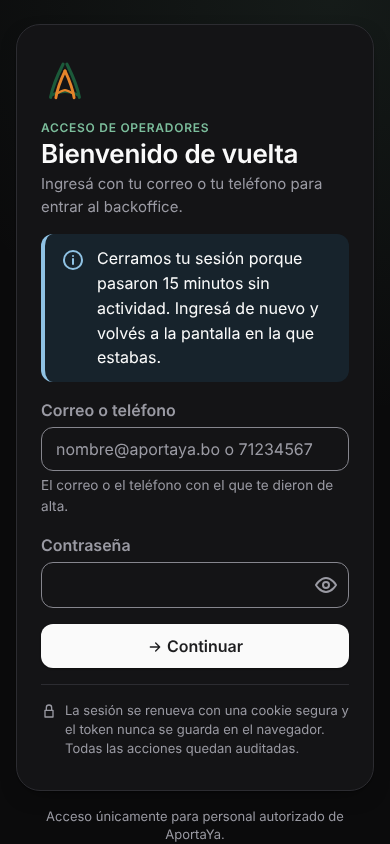 ACCESO DE OPERADORES
Bienvenido de vuelta
Ingresá con tu correo o tu teléfono para
entrar al backoffice.
Cerramos tu sesión porque
pasaron 15 minutos sin
actividad. Ingresá de nuevo y
volvés a la pantalla en la que
estabas.
Correo o teléfono
nombre@aportaya.bo o 71234567
El correo o el teléfono con el que te dieron de
alta.
Contraseña
→ Continuar
La sesión se renueva con una cookie segura y
el token nunca se guarda en el navegador.
Todas las acciones quedan auditadas.
Acceso únicamente para personal autorizado de
AportaYa.